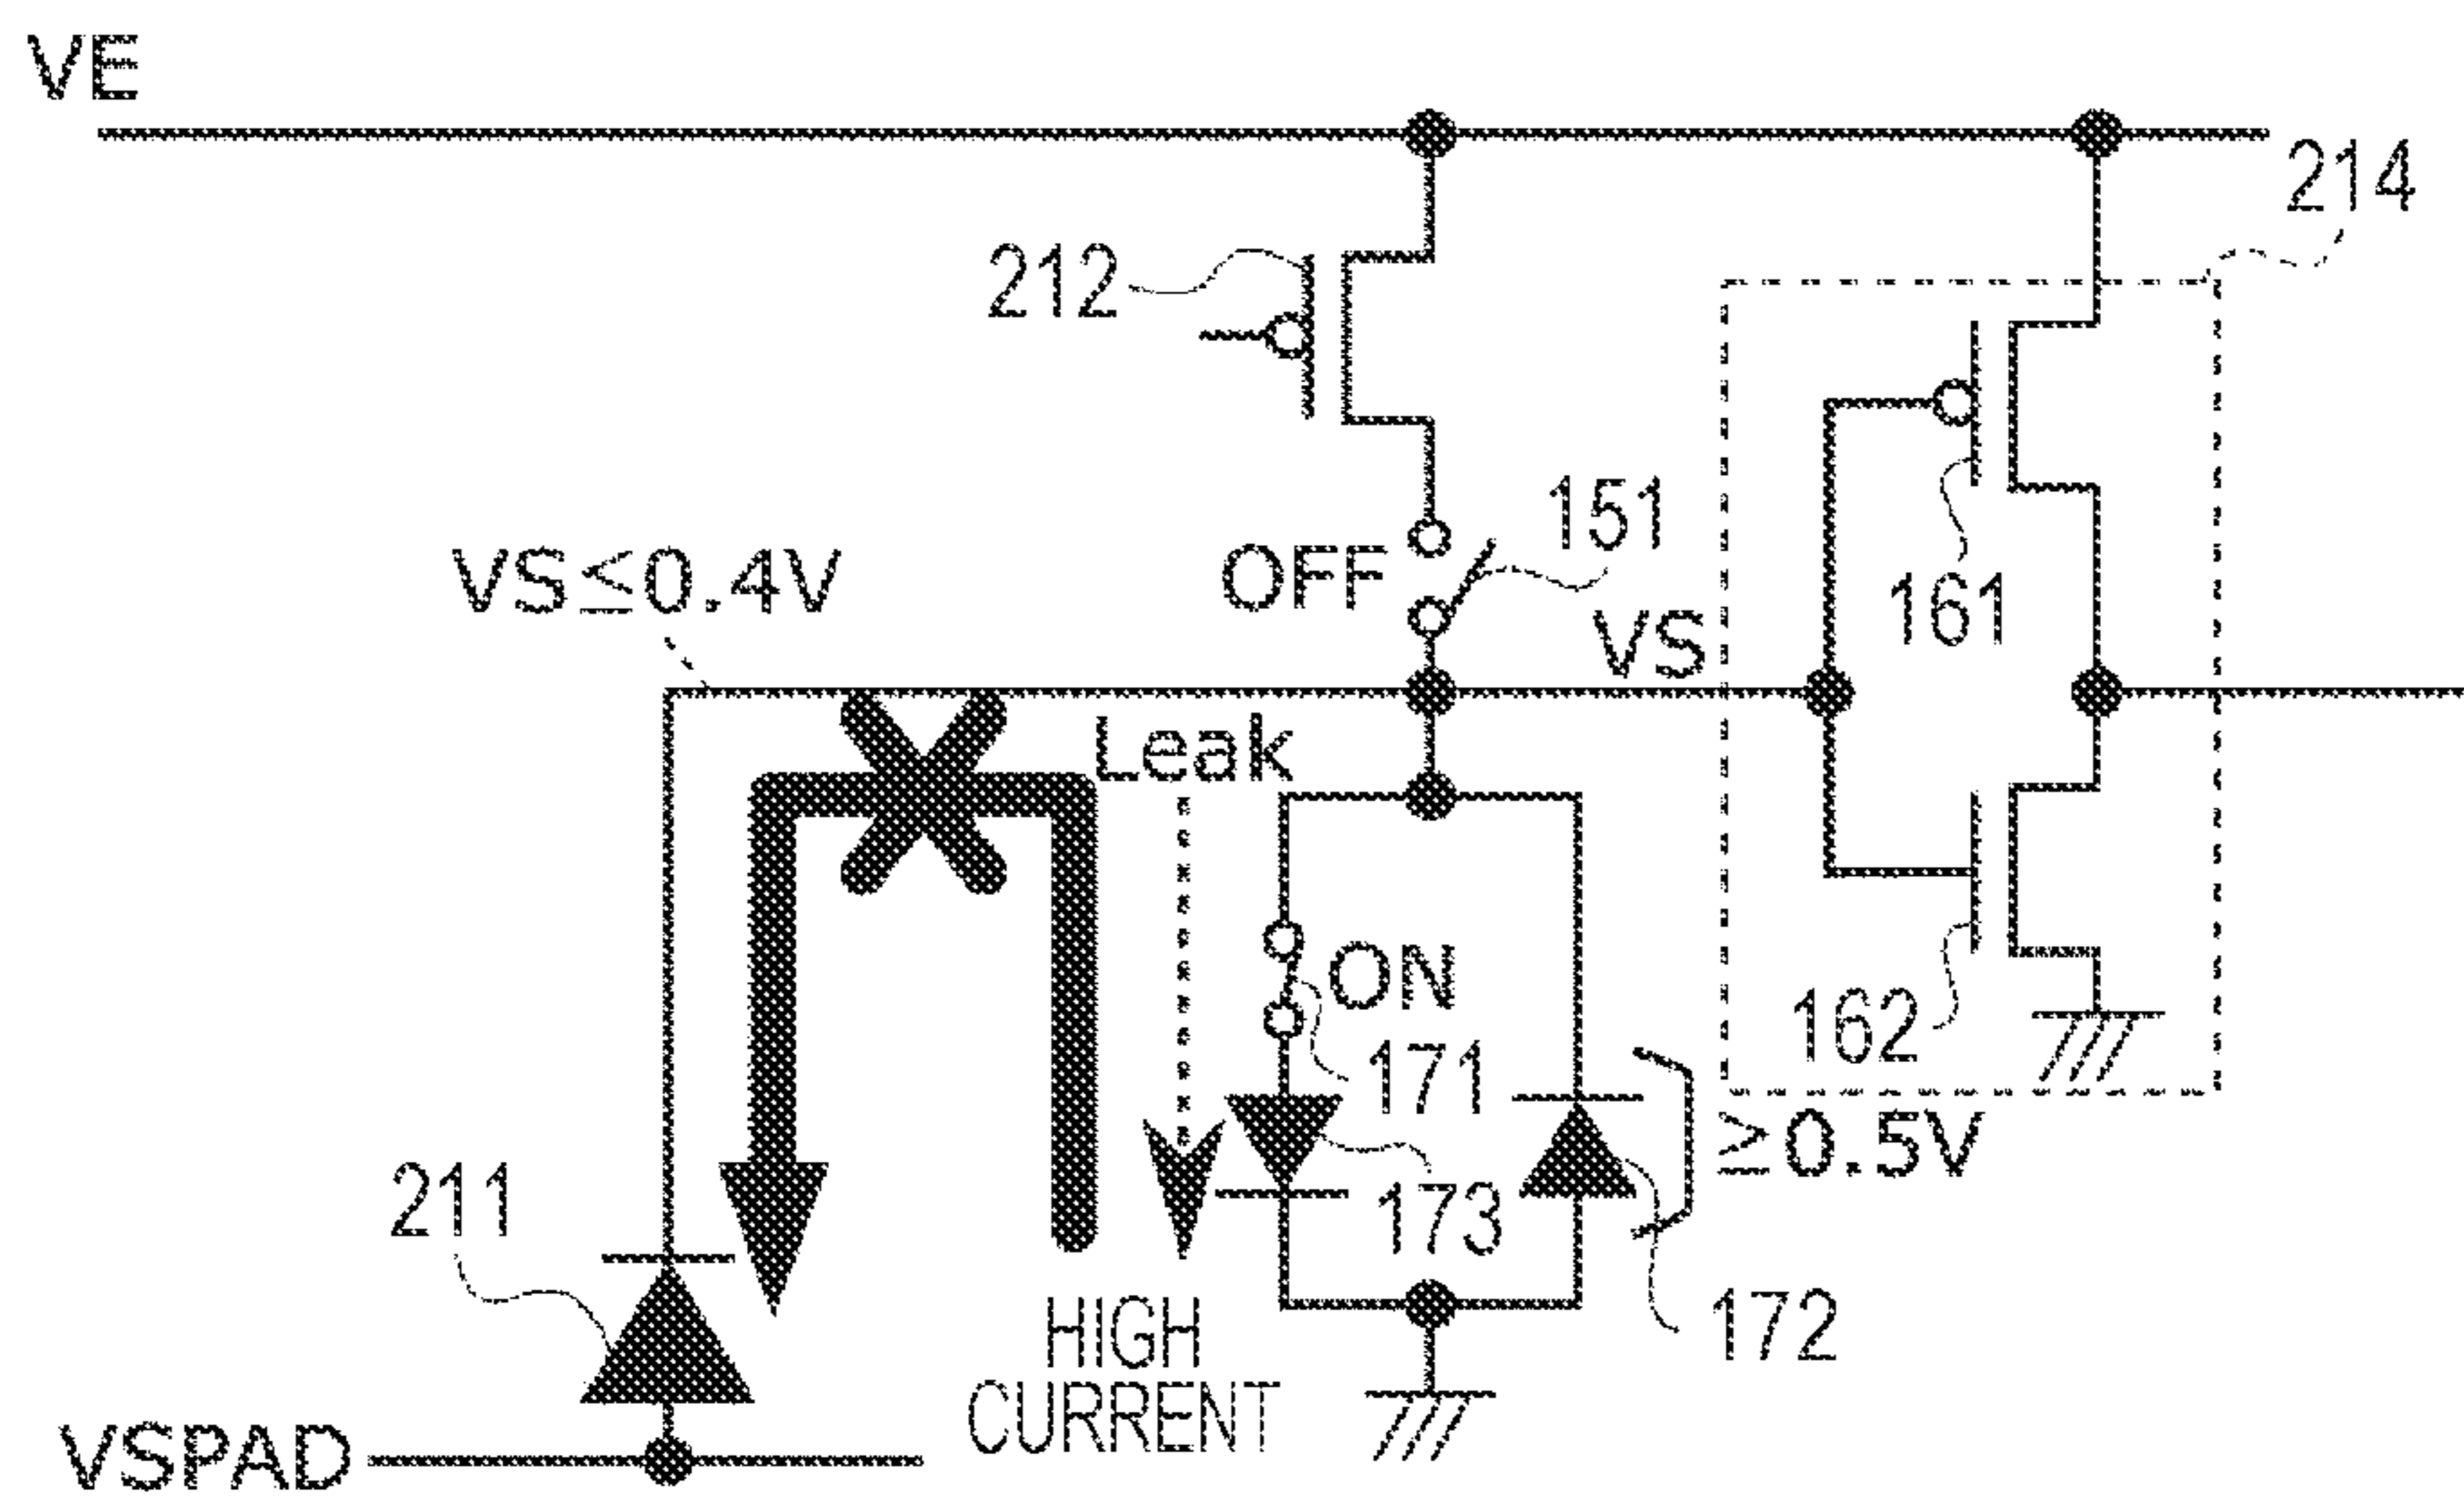 VE
214
212
151
OFF
VS≤0.4V
161
VS
Leak
ON
162
171
≥0.5V
211
173
172
HIGH
CURRENT
VSPAD